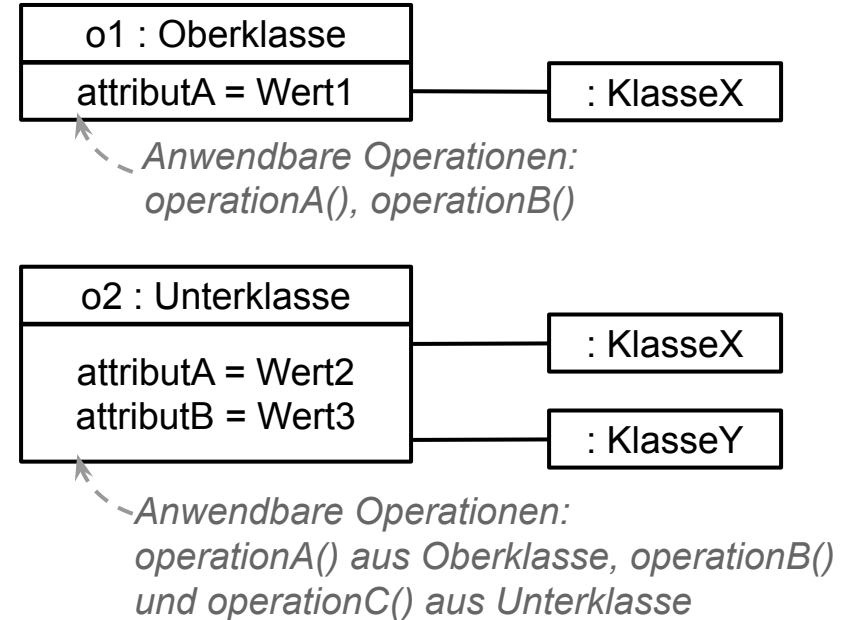 o1 : Oberklasse
attributA = Wert1
: KlasseX
Anwendbare Operationen:
operationA(), operationB()
o2 : Unterklasse
attributA = Wert2
attributB = Wert3
: KlasseX
: KlasseY
Anwendbare Operationen:
operationA() aus Oberklasse, operationB()
und operationC() aus Unterklasse